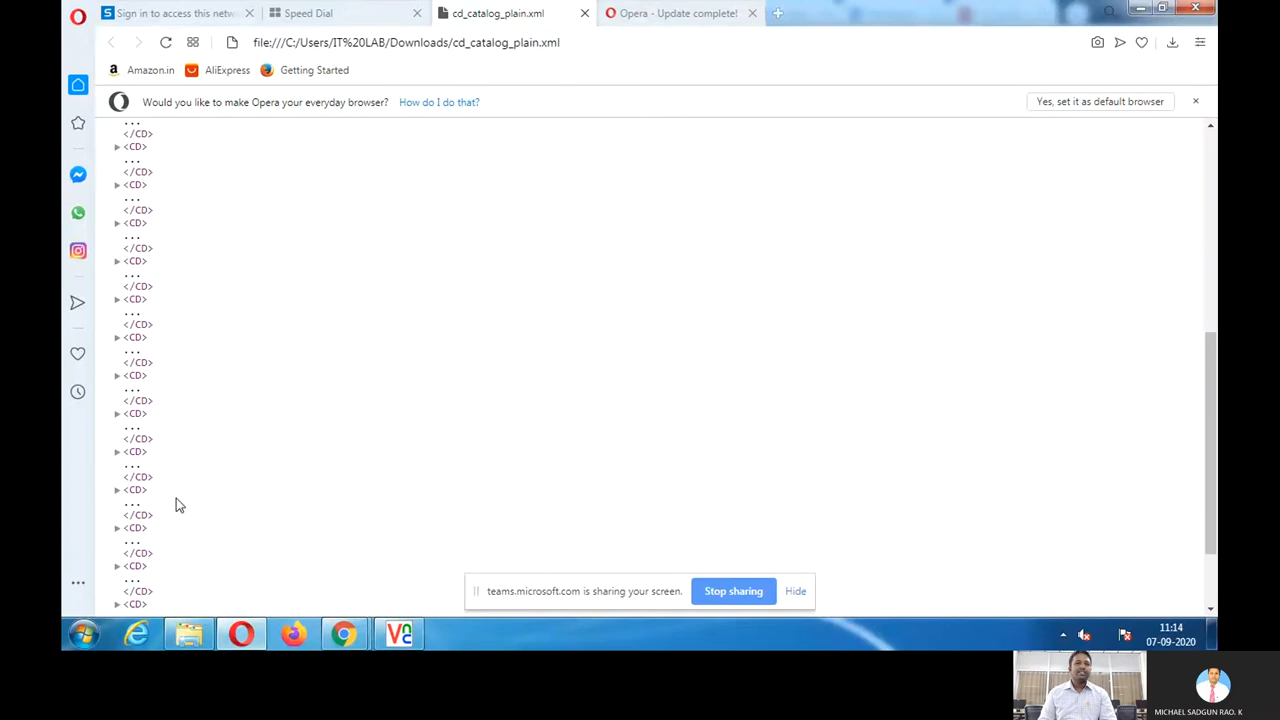 Sign in to access this netw
Speed Dial
cd_catalog_plain.xml
Opera - Update complete!
file:///C:/Users/IT%20LAB/Downloads/cd_catalog_plain.xml
Amazon.in
AliExpress
Getting Started
Would you like to make Opera your everyday browser?
How do I do that?
Yes, set it as default browser
...
</CD>
<CD>
...
</CD>
<CD>
...
</CD>
<CD>
...
</CD>
<CD>
...
</CD>
<CD>
...
</CD>
<CD>
...
</CD>
<CD>
...
</CD>
<CD>
...
</CD>
<CD>
...
</CD>
<CD>
...
</CD>
<CD>
...
</CD>
<CD>
...
</CD>
<CD>
teams.microsoft.com is sharing your screen.
Stop sharing
Hide
11:14
07-09-2020
MICHAEL SADGUN RAO. K